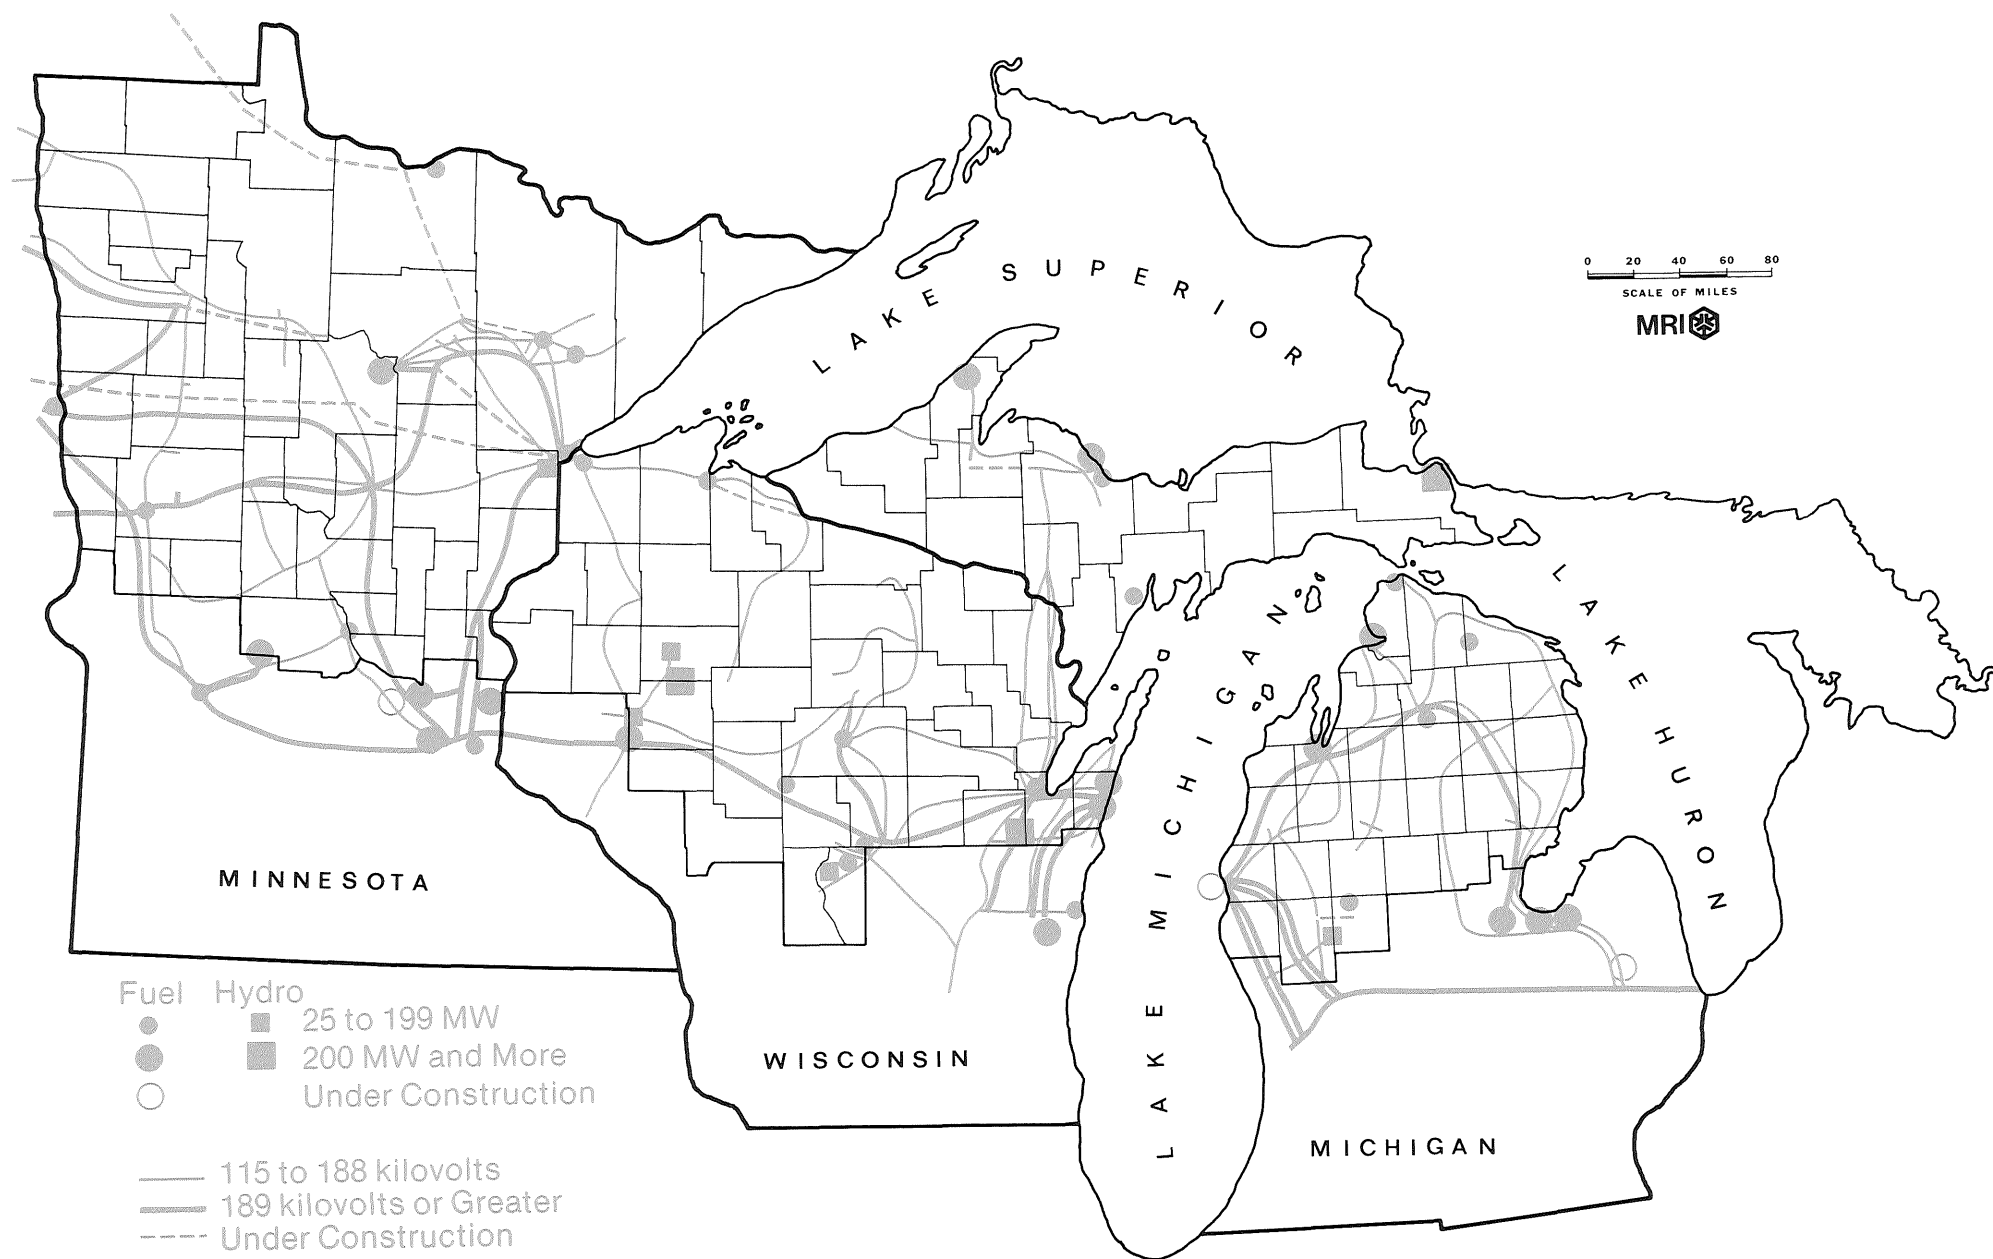 LAKE SUPERIOR
0 20 40 60 80
SCALE OF MILES
MRI
LAKE MICHIGAN
LAKE HURON
MINNESOTA
WISCONSIN
MICHIGAN
Fuel Hydro
25 to 199 MW
200 MW and More
Under Construction
115 to 188 kilovolts
189 kilovolts or Greater
Under Construction